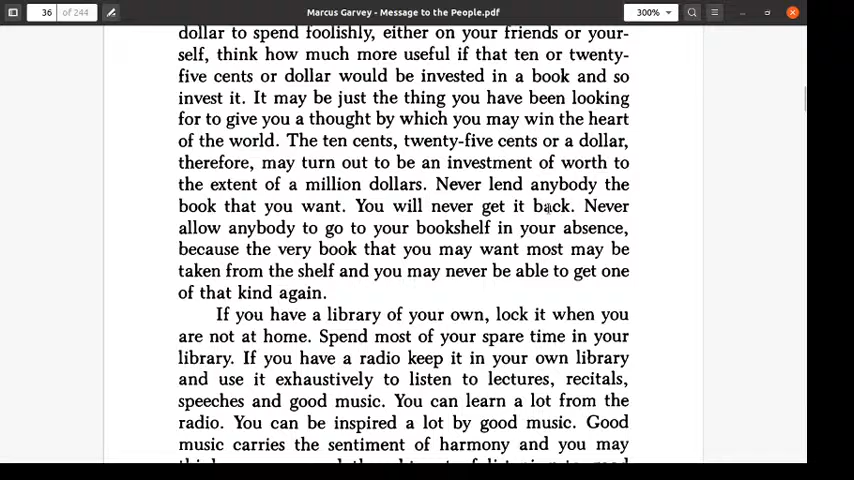 36 of 244
Marcus Garvey - Message to the People.pdf
300%
dollar to spend foolishly, either on your friends or your-
self, think how much more useful if that ten or twenty-
five cents or dollar would be invested in a book and so
invest it. It may be just the thing you have been looking
for to give you a thought by which you may win the heart
of the world. The ten cents, twenty-five cents or a dollar,
therefore, may turn out to be an investment of worth to
the extent of a million dollars. Never lend anybody the
book that you want. You will never get it back. Never
allow anybody to go to your bookshelf in your absence,
because the very book that you may want most may be
taken from the shelf and you may never be able to get one
of that kind again.
If you have a library of your own, lock it when you
are not at home. Spend most of your spare time in your
library. If you have a radio keep it in your own library
and use it exhaustively to listen to lectures, recitals,
speeches and good music. You can learn a lot from the
radio. You can be inspired a lot by good music. Good
music carries the sentiment of harmony and you may